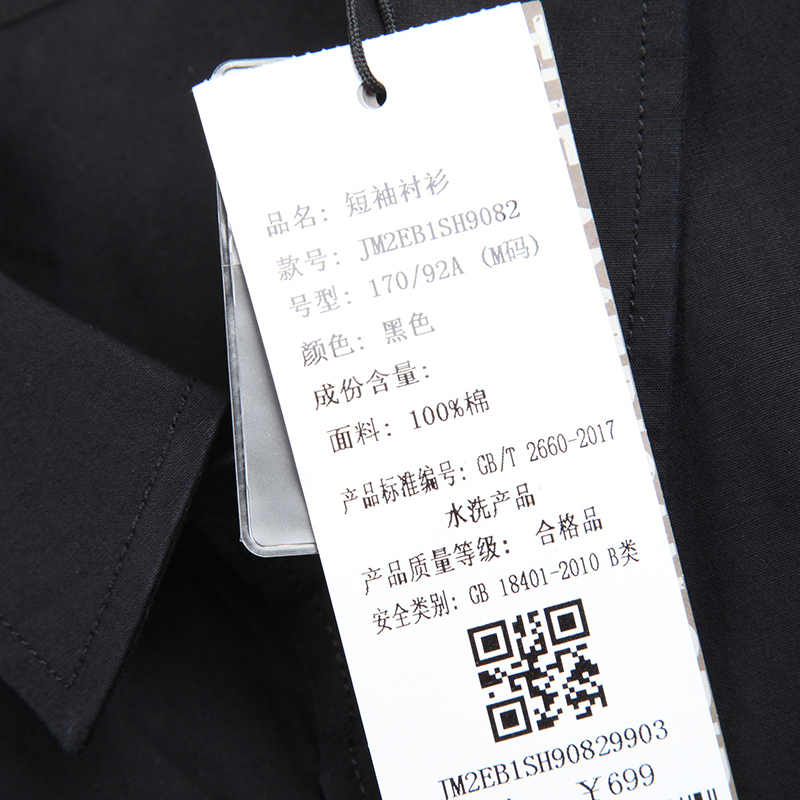 品名: 短袖衬衫
款号: JM2EB1SH9082
号型: 170/92A (M码)
颜色: 黑色
成份含量:
面料: 100%棉
产品标准编号: GB/T 2660-2017
水洗产品
产品质量等级: 合格品
安全类别: GB 18401-2010 B类
JM2EB1SH90829903
¥699